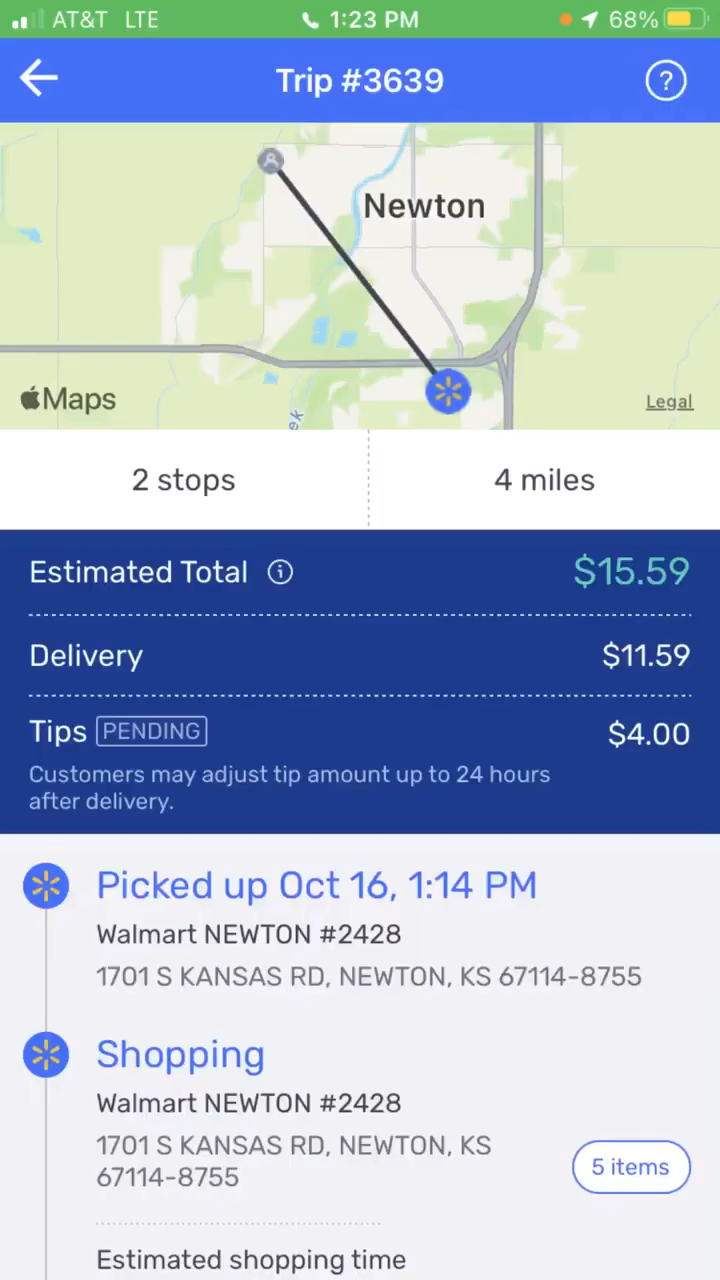 AT&T LTE 1:23 PM 68%
Trip #3639
?
Newton
Maps
Legal
ek
2 stops
4 miles
Estimated Total $15.59
Delivery $11.59
Tips PENDING $4.00
Customers may adjust tip amount up to 24 hours
after delivery.
Picked up Oct 16, 1:14 PM
Walmart NEWTON #2428
1701 S KANSAS RD, NEWTON, KS 67114-8755
Shopping
Walmart NEWTON #2428
1701 S KANSAS RD, NEWTON, KS
67114-8755
5 items
Estimated shopping time